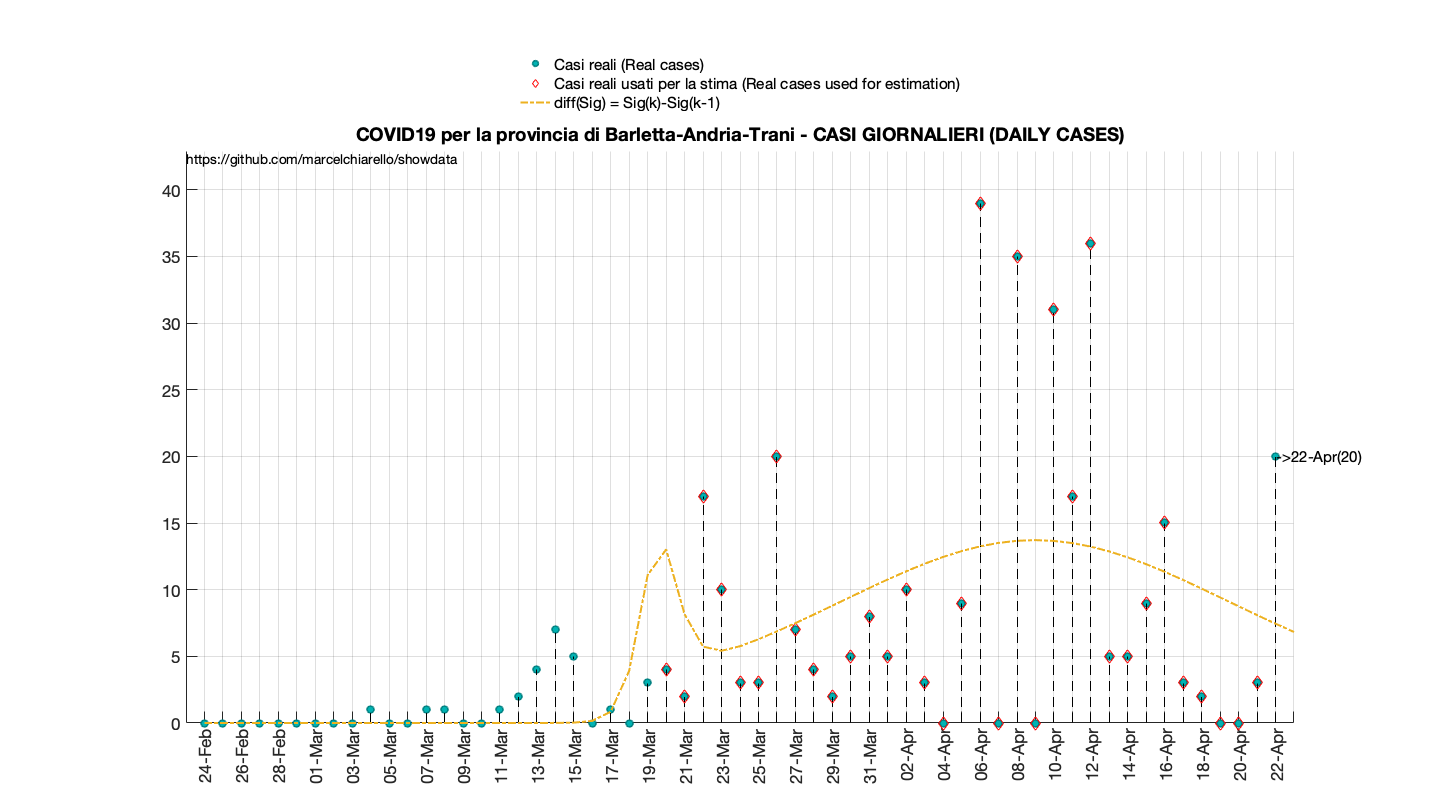 Casi reali (Real cases)
Casi reali usati per la stima (Real cases used for estimation)
diff(Sig) = Sig(k)-Sig(k-1)
COVID19 per la provincia di Barletta-Andria-Trani - CASI GIORNALIERI (DAILY CASES)
https://github.com/marcelchiarello/showdata
40
35
30
25
20
15
10
5
0
>22-Apr(20)
24-Feb
26-Feb
28-Feb
01-Mar
03-Mar
05-Mar
07-Mar
09-Mar
11-Mar
13-Mar
15-Mar
17-Mar
19-Mar
21-Mar
23-Mar
25-Mar
27-Mar
29-Mar
31-Mar
02-Apr
04-Apr
06-Apr
08-Apr
10-Apr
12-Apr
14-Apr
16-Apr
18-Apr
20-Apr
22-Apr